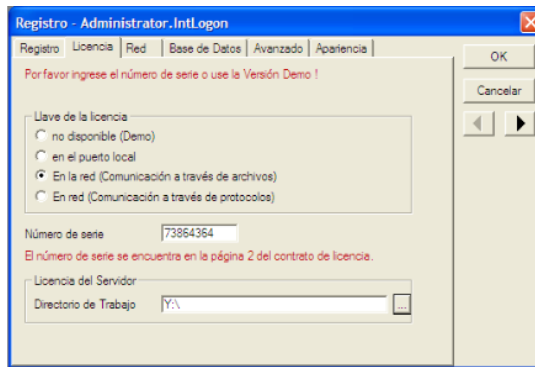 Registro - Administrator.IntLogon
Registro Licencia Red Base de Datos Avanzado Apariencia
OK
Cancelar
Por favor ingrese el número de serie o use la Versión Demo !
Llave de la licencia
no disponible (Demo)
en el puerto local
En la red (Comunicación a través de archivos)
En red (Comunicación a través de protocolos)
Número de serie 73864364
El número de serie se encuentra en la página 2 del contrato de licencia.
Licencia del Servidor
Directorio de Trabajo Y:\ ...